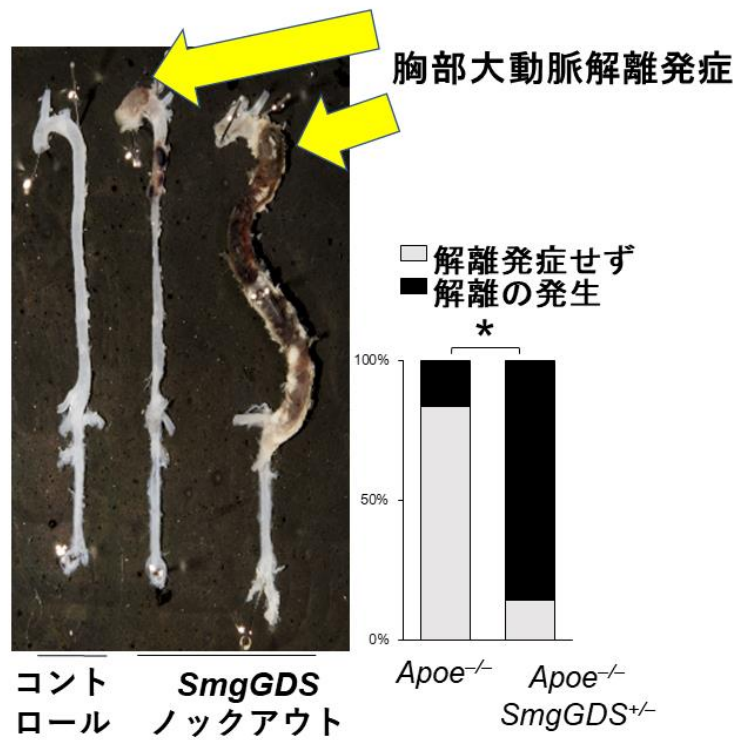 胸部大動脈解離発症
解離発症せず
解離の発生
*
100%
50%
0%
Apoe–/–
Apoe–/–
SmgGDS+/–
コント
ロール
SmgGDS
ノックアウト